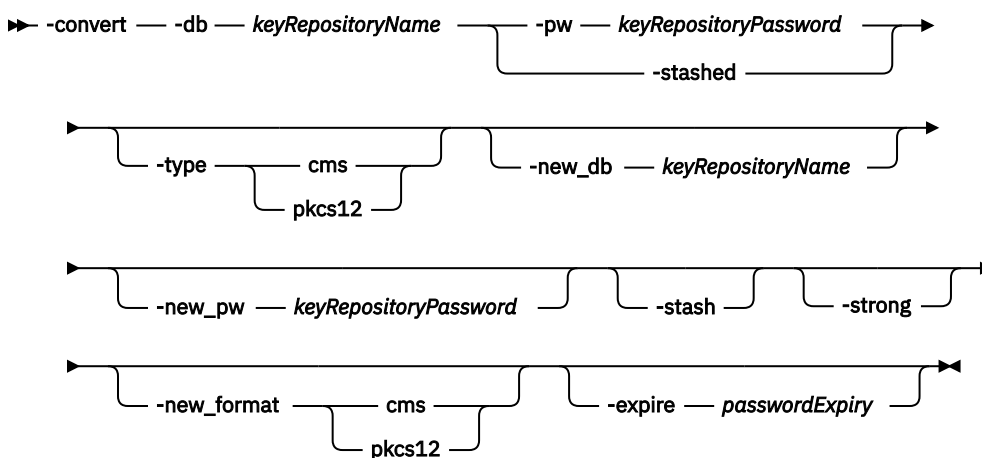 -convert -db keyRepositoryName -pw keyRepositoryPassword
-stashed
-type cms -new_db keyRepositoryName
pkcs12
-new_pw keyRepositoryPassword -stash -strong
-new_format cms -expire passwordExpiry
pkcs12